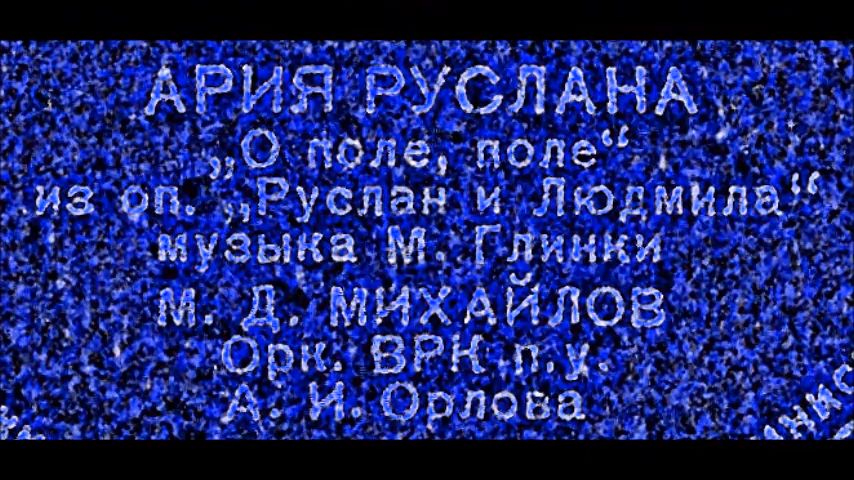 АРИЯ РУСЛАНА
„О поле, поле“
из оп. „Руслан и Людмила“
музыка М. Глинки
М. Д. МИХАЙЛОВ
Орк. ВРК п.у.
А. И. Орлова